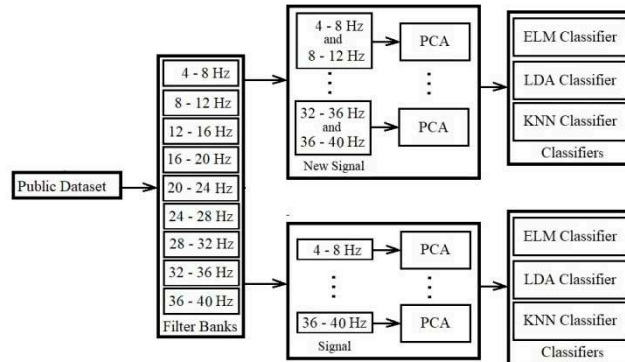 Public Dataset
4 - 8 Hz
8 - 12 Hz
12 - 16 Hz
16 - 20 Hz
20 - 24 Hz
24 - 28 Hz
28 - 32 Hz
32 - 36 Hz
36 - 40 Hz
Filter Banks
4 - 8 Hz
and
8 - 12 Hz
PCA
32 - 36 Hz
and
36 - 40 Hz
PCA
New Signal
ELM Classifier
LDA Classifier
KNN Classifier
Classifiers
4 - 8 Hz
PCA
36 - 40 Hz
PCA
Signal
ELM Classifier
LDA Classifier
KNN Classifier
Classifiers